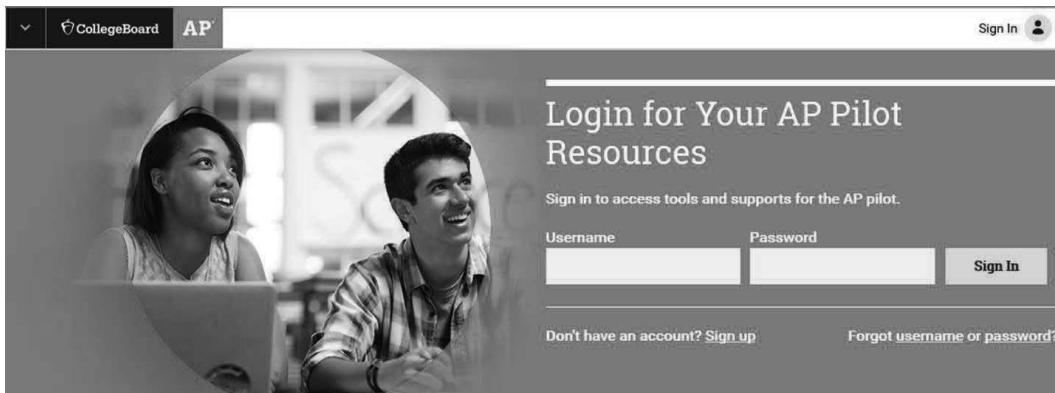 CollegeBoard AP
Sign In
Login for Your AP Pilot
Resources
Sign in to access tools and supports for the AP pilot.
Username Password
Sign In
Don't have an account? Sign up Forgot username or password?